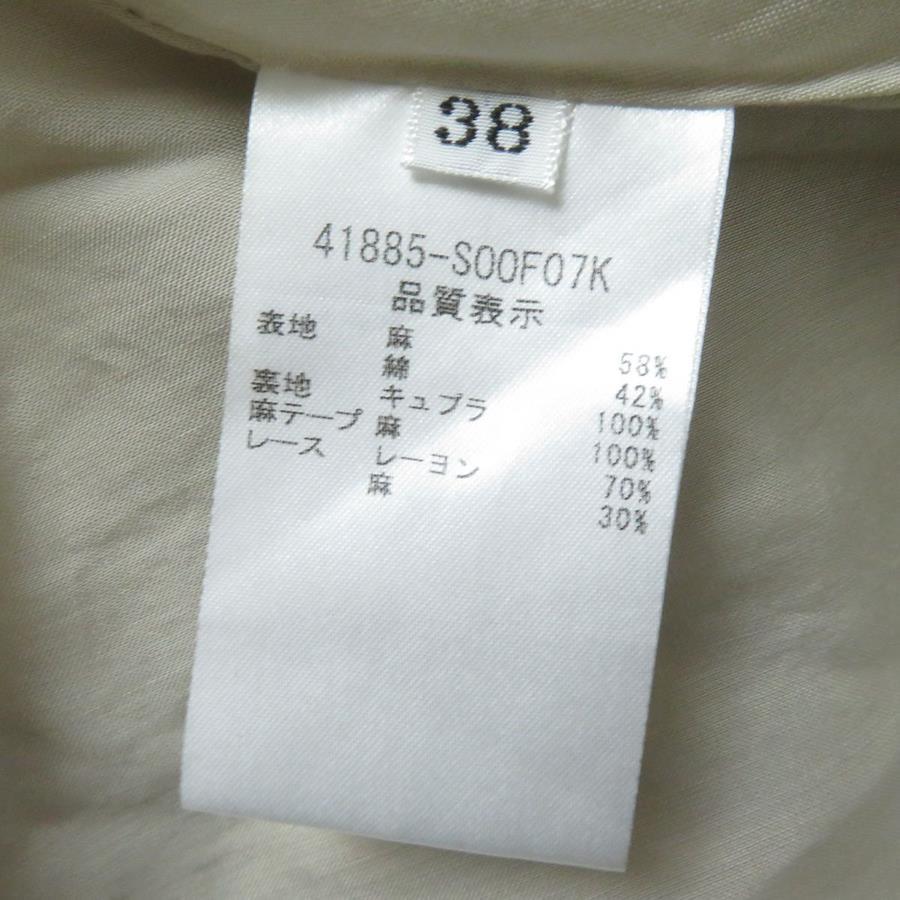 38
41885-S00F07K
品質表示
表地 麻 58%
綿 42%
裏地 キュプラ 100%
麻テープ 麻 100%
レース レーヨン 70%
麻 30%